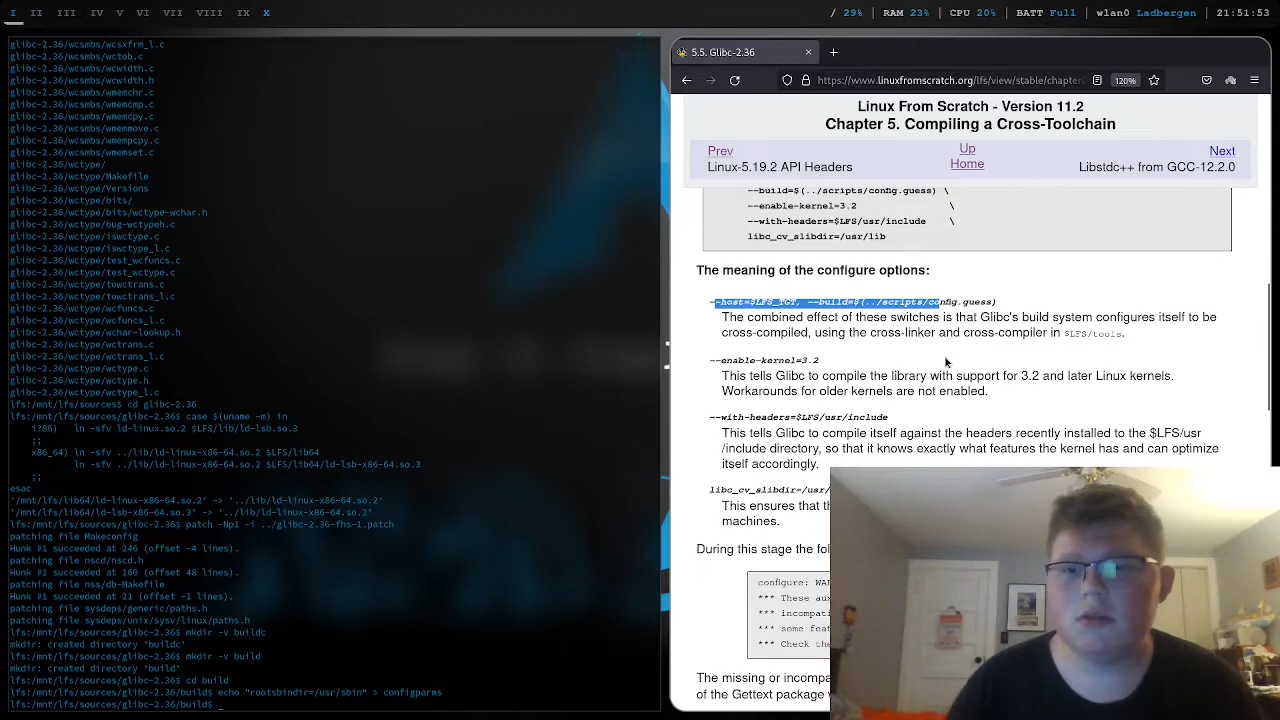 I II III IV V VI VII VIII IX X
/ 29% RAM 23% CPU 20% BATT Full wlan0 Ladbergen 21:51:53
glibc-2.36/wcsmbs/wcsxfrm_l.c
glibc-2.36/wcsmbs/wctob.c
glibc-2.36/wcsmbs/wcwidth.c
glibc-2.36/wcsmbs/wcwidth.h
glibc-2.36/wcsmbs/wmemchr.c
glibc-2.36/wcsmbs/wmemcmp.c
glibc-2.36/wcsmbs/wmemcpy.c
glibc-2.36/wcsmbs/wmemmove.c
glibc-2.36/wcsmbs/wmempcpy.c
glibc-2.36/wcsmbs/wmemset.c
glibc-2.36/wctype/
glibc-2.36/wctype/Makefile
glibc-2.36/wctype/Versions
glibc-2.36/wctype/bits/
glibc-2.36/wctype/bits/wctype-wchar.h
glibc-2.36/wctype/bug-wctypeh.c
glibc-2.36/wctype/iswctype.c
glibc-2.36/wctype/iswctype_l.c
glibc-2.36/wctype/test_wcfuncs.c
glibc-2.36/wctype/test_wctype.c
glibc-2.36/wctype/towctrans.c
glibc-2.36/wctype/towctrans_l.c
glibc-2.36/wctype/wcfuncs.c
glibc-2.36/wctype/wcfuncs_l.c
glibc-2.36/wctype/wchar-lookup.h
glibc-2.36/wctype/wctrans.c
glibc-2.36/wctype/wctrans_l.c
glibc-2.36/wctype/wctype.c
glibc-2.36/wctype/wctype.h
glibc-2.36/wctype/wctype_l.c
lfs:/mnt/lfs/sources$ cd glibc-2.36
lfs:/mnt/lfs/sources/glibc-2.36$ case $(uname -m) in
i?86) ln -sfv ld-linux.so.2 $LFS/lib/ld-lsb.so.3
;;
x86_64) ln -sfv ../lib/ld-linux-x86-64.so.2 $LFS/lib64
ln -sfv ../lib/ld-linux-x86-64.so.2 $LFS/lib64/ld-lsb-x86-64.so.3
;;
esac
'/mnt/lfs/lib64/ld-linux-x86-64.so.2' -> '../lib/ld-linux-x86-64.so.2'
'/mnt/lfs/lib64/ld-lsb-x86-64.so.3' -> '../lib/ld-linux-x86-64.so.2'
lfs:/mnt/lfs/sources/glibc-2.36$ patch -Np1 -i ../glibc-2.36-fhs-1.patch
patching file Makeconfig
Hunk #1 succeeded at 246 (offset -4 lines).
patching file nscd/nscd.h
Hunk #1 succeeded at 160 (offset 48 lines).
patching file nss/db-Makefile
Hunk #1 succeeded at 21 (offset -1 lines).
patching file sysdeps/generic/paths.h
patching file sysdeps/unix/sysv/linux/paths.h
lfs:/mnt/lfs/sources/glibc-2.36$ mkdir -v buildc
mkdir: created directory 'buildc'
lfs:/mnt/lfs/sources/glibc-2.36$ mkdir -v build
mkdir: created directory 'build'
lfs:/mnt/lfs/sources/glibc-2.36$ cd build
lfs:/mnt/lfs/sources/glibc-2.36/build$ echo "rootsbindir=/usr/sbin" > configparms
lfs:/mnt/lfs/sources/glibc-2.36/build$ _
5.5. Glibc-2.36
https://www.linuxfromscratch.org/lfs/view/stable/chapter 120%
Linux From Scratch - Version 11.2
Chapter 5. Compiling a Cross-Toolchain
Prev Up Next
Linux-5.19.2 API Headers Home Libstdc++ from GCC-12.2.0
--build=$(../scripts/config.guess) \
--enable-kernel=3.2 \
--with-headers=$LFS/usr/include \
libc_cv_slibdir=/usr/lib
The meaning of the configure options:
--host=$LFS_TGT, --build=$(../scripts/config.guess)
The combined effect of these switches is that Glibc's build system configures itself to be
cross-compiled, using the cross-linker and cross-compiler in $LFS/tools.
--enable-kernel=3.2
This tells Glibc to compile the library with support for 3.2 and later Linux kernels.
Workarounds for older kernels are not enabled.
--with-headers=$LFS/usr/include
This tells Glibc to compile itself against the headers recently installed to the $LFS/usr
/include directory, so that it knows exactly what features the kernel has and can optimize
itself accordingly.
libc_cv_slibdir=/usr/
This ensures that th
machines.
During this stage the fol
configure: WA
*** These aux
*** incompati
*** some feat
*** Check the
The missing or incompa
of the Gettext package